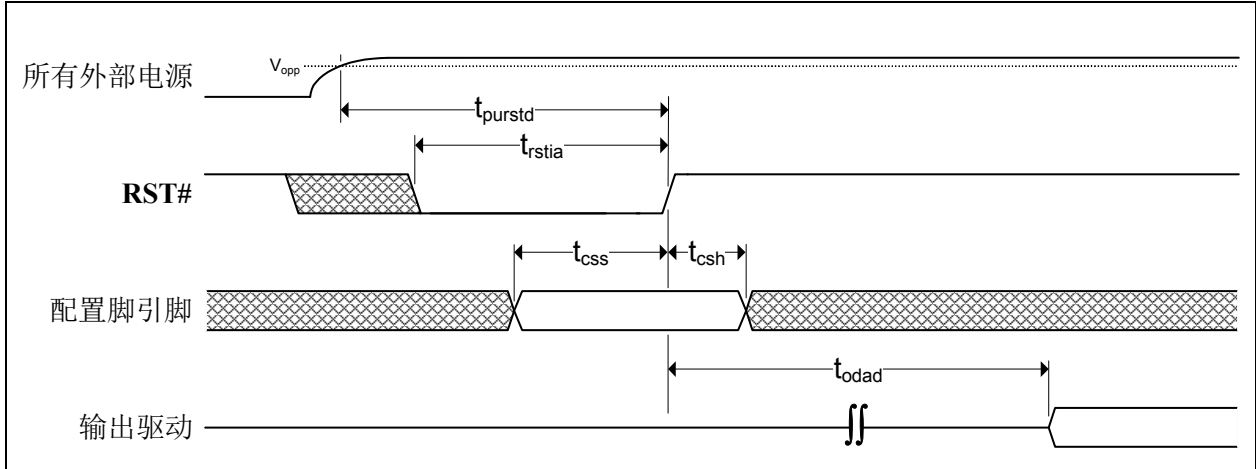 所有外部电源
Vopp
tpurstd
trstia
RST#
tcss
tcsh
配置脚引脚
todad
输出驱动